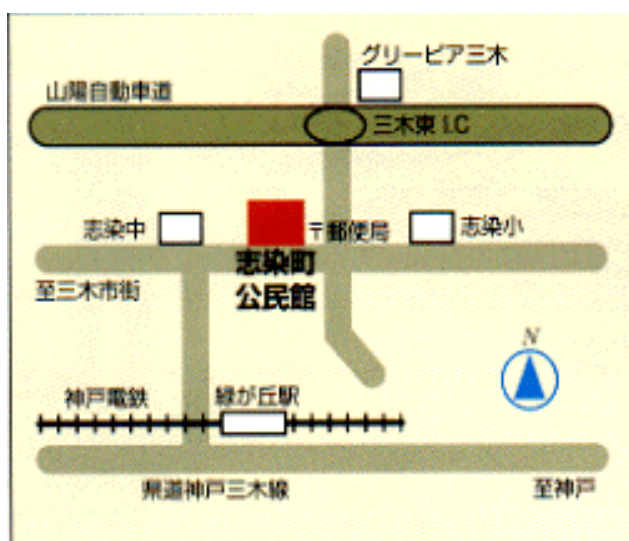 グリーピア三木
山陽自動車道
三木東 I.C
志染中
〒郵便局
志染小
志染町
公民館
至三木市街
N
神戸電鉄
緑が丘駅
県道神戸三木線
至神戸